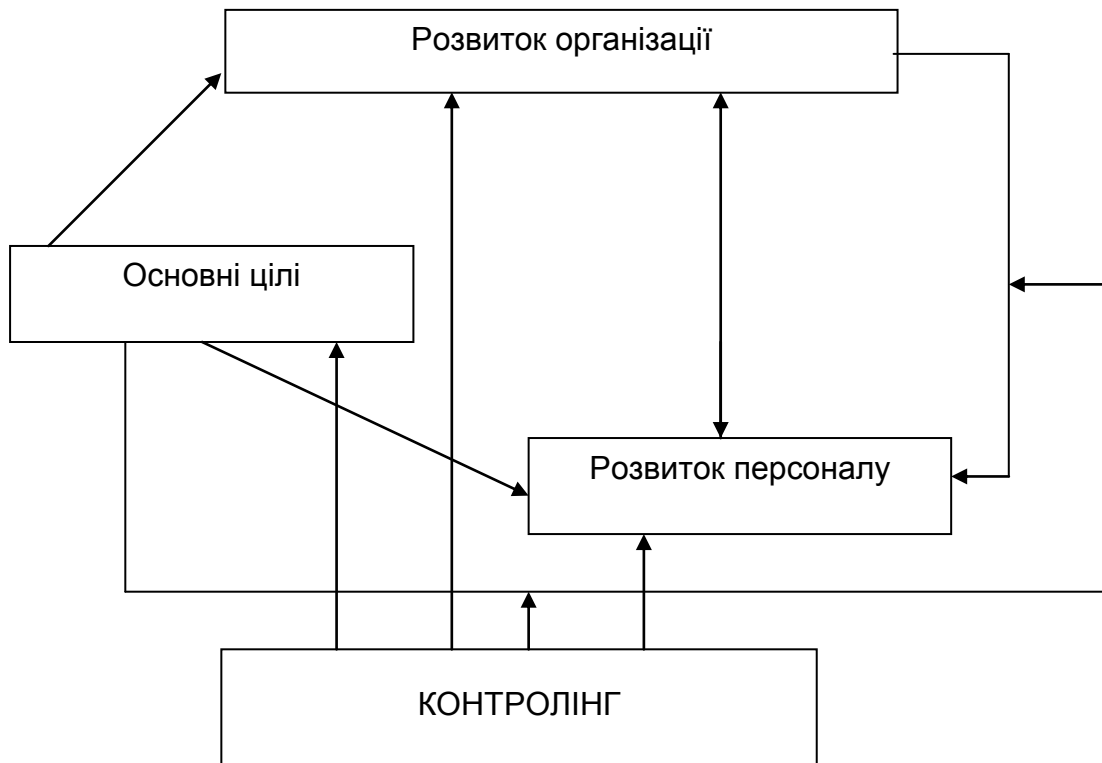 Розвиток організації
Основні цілі
Розвиток персоналу
КОНТРОЛІНГ